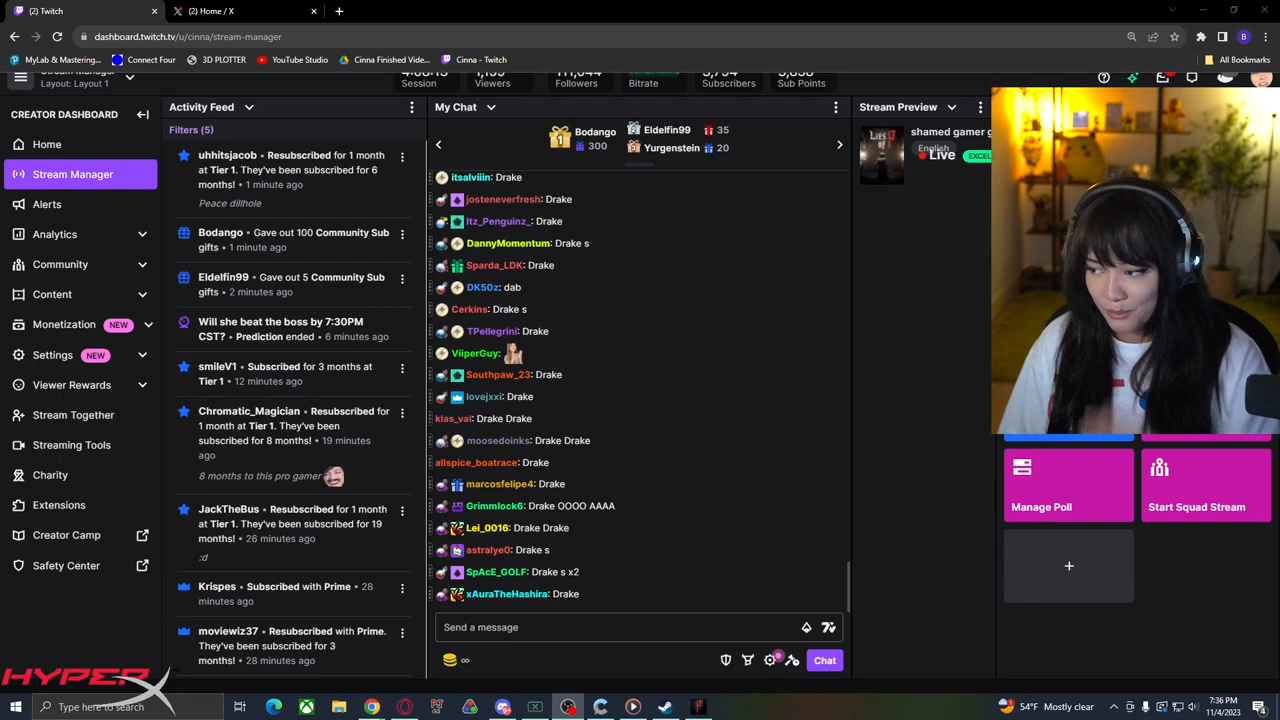 (2) Twitch
(2) Home / X
dashboard.twitch.tv/u/cinna/stream-manager
B
MyLab & Mastering...
Connect Four
3D PLOTTER
YouTube Studio
Cinna Finished Vide...
Cinna - Twitch
All Bookmarks
Stream Manager
Layout: Layout 1
Session
Viewers
Followers
Bitrate
Subscribers
Sub Points
CREATOR DASHBOARD
Home
Stream Manager
Alerts
Analytics
Community
Content
Monetization NEW
Settings NEW
Viewer Rewards
Stream Together
Streaming Tools
Charity
Extensions
Creator Camp
Safety Center
Activity Feed
Filters (5)
uhhitsjacob • Resubscribed for 1 month
at Tier 1. They've been subscribed for 6
months! • 1 minute ago
Peace dillhole
Bodango • Gave out 100 Community Sub
gifts • 1 minute ago
Eldelfin99 • Gave out 5 Community Sub
gifts • 2 minutes ago
Will she beat the boss by 7:30PM
CST? • Prediction ended • 6 minutes ago
smileV1 • Subscribed for 3 months at
Tier 1 • 12 minutes ago
Chromatic_Magician • Resubscribed for
1 month at Tier 1. They've been
subscribed for 8 months! • 19 minutes
ago
8 months to this pro gamer
JackTheBus • Resubscribed for 1 month
at Tier 1. They've been subscribed for 19
months! • 26 minutes ago
:d
Krispes • Subscribed with Prime • 28
minutes ago
moviewiz37 • Resubscribed with Prime.
They've been subscribed for 3
months! • 28 minutes ago
My Chat
1
Bodango
300
2 Eldelfin99 35
3 Yurgenstein 20
itsalviiin: Drake
josteneverfresh: Drake
Itz_Penguinz_: Drake
DannyMomentum: Drake s
Sparda_LDK: Drake
DK50z: dab
Cerkins: Drake s
TPellegrini: Drake
ViiperGuy:
Southpaw_23: Drake
lovejxxi: Drake
klas_val: Drake Drake
moosedoinks: Drake Drake
allspice_boatrace: Drake
marcosfelipe4: Drake
Grimmlock6: Drake OOOO AAAA
Lei_0016: Drake Drake
astralye0: Drake s
SpAcE_GOLF: Drake s x2
xAuraTheHashira: Drake
Send a message
∞
Chat
Stream Preview
LIES OF P
shamed gamer g
English
Live
EXCEL
Manage Poll
Start Squad Stream
+
HYPERX
Type here to search
54°F Mostly clear
7:36 PM
11/4/2023